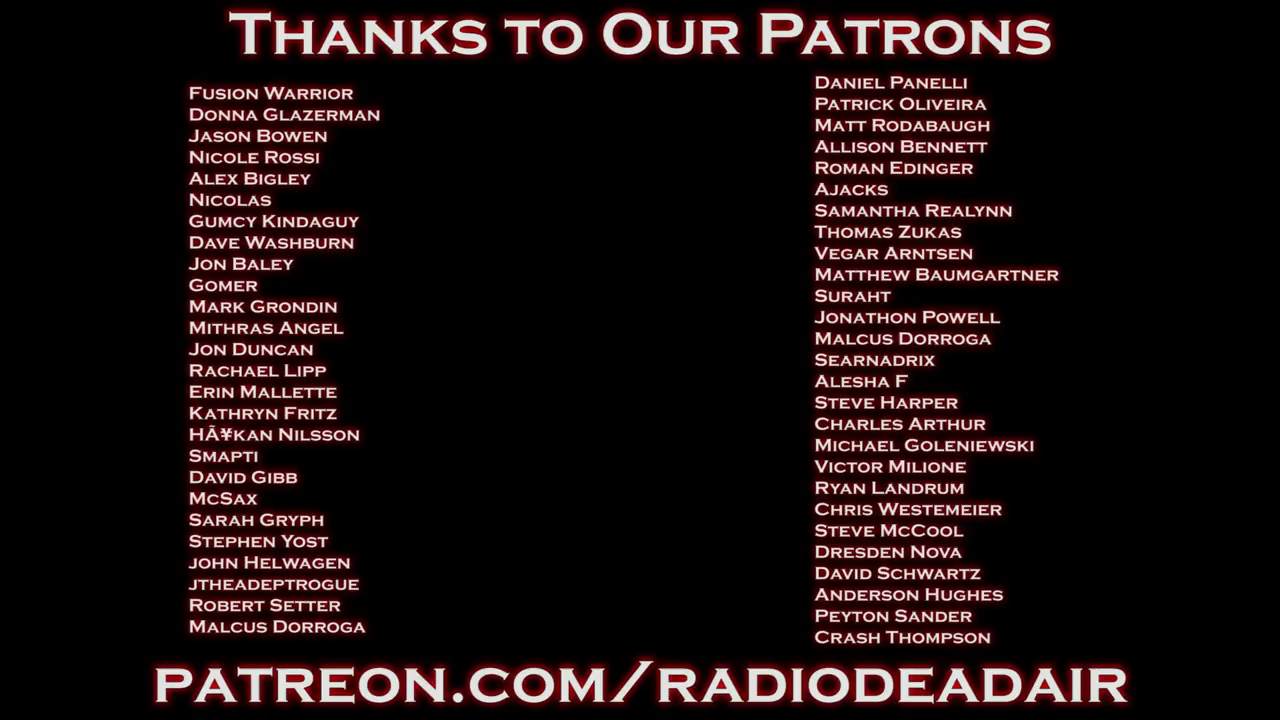 Thanks to Our Patrons
Fusion Warrior
Donna Glazerman
Jason Bowen
Nicole Rossi
Alex Bigley
Nicolas
Gumcy Kindaguy
Dave Washburn
Jon Baley
Gomer
Mark Grondin
Mithras Angel
Jon Duncan
Rachael Lipp
Erin Mallette
Kathryn Fritz
HÃ¥kan Nilsson
Smapti
David Gibb
McSax
Sarah Gryph
Stephen Yost
john Helwagen
jtheadeptrogue
Robert Setter
Malcus Dorroga
Daniel Panelli
Patrick Oliveira
Matt Rodabaugh
Allison Bennett
Roman Edinger
Ajacks
Samantha Realynn
Thomas Zukas
Vegar Arntsen
Matthew Baumgartner
Suraht
Jonathon Powell
Malcus Dorroga
Searnadrix
Alesha F
Steve Harper
Charles Arthur
Michael Goleniewski
Victor Milione
Ryan Landrum
Chris Westemeier
Steve McCool
Dresden Nova
David Schwartz
Anderson Hughes
Peyton Sander
Crash Thompson
patreon.com/radiodeadair